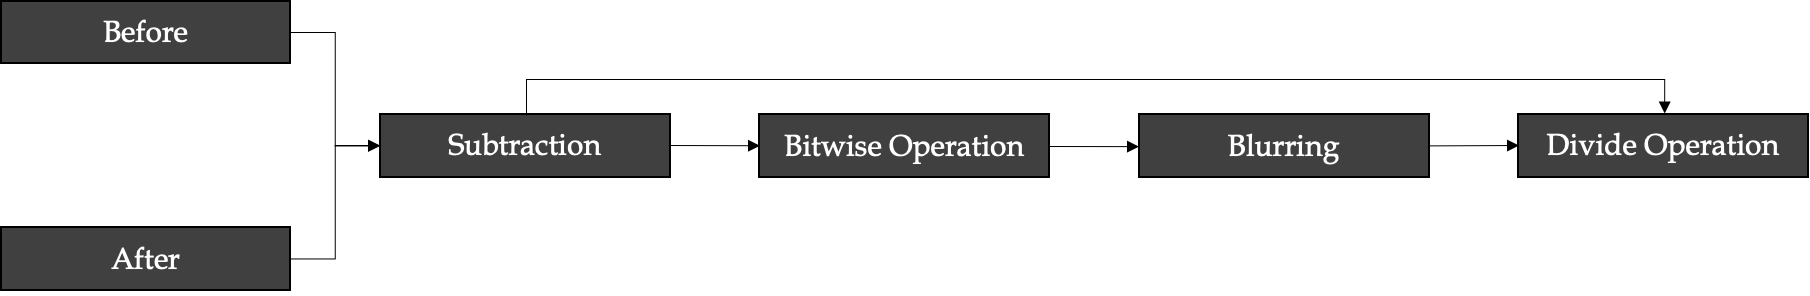 Before
Subtraction
Bitwise Operation
Blurring
Divide Operation
After